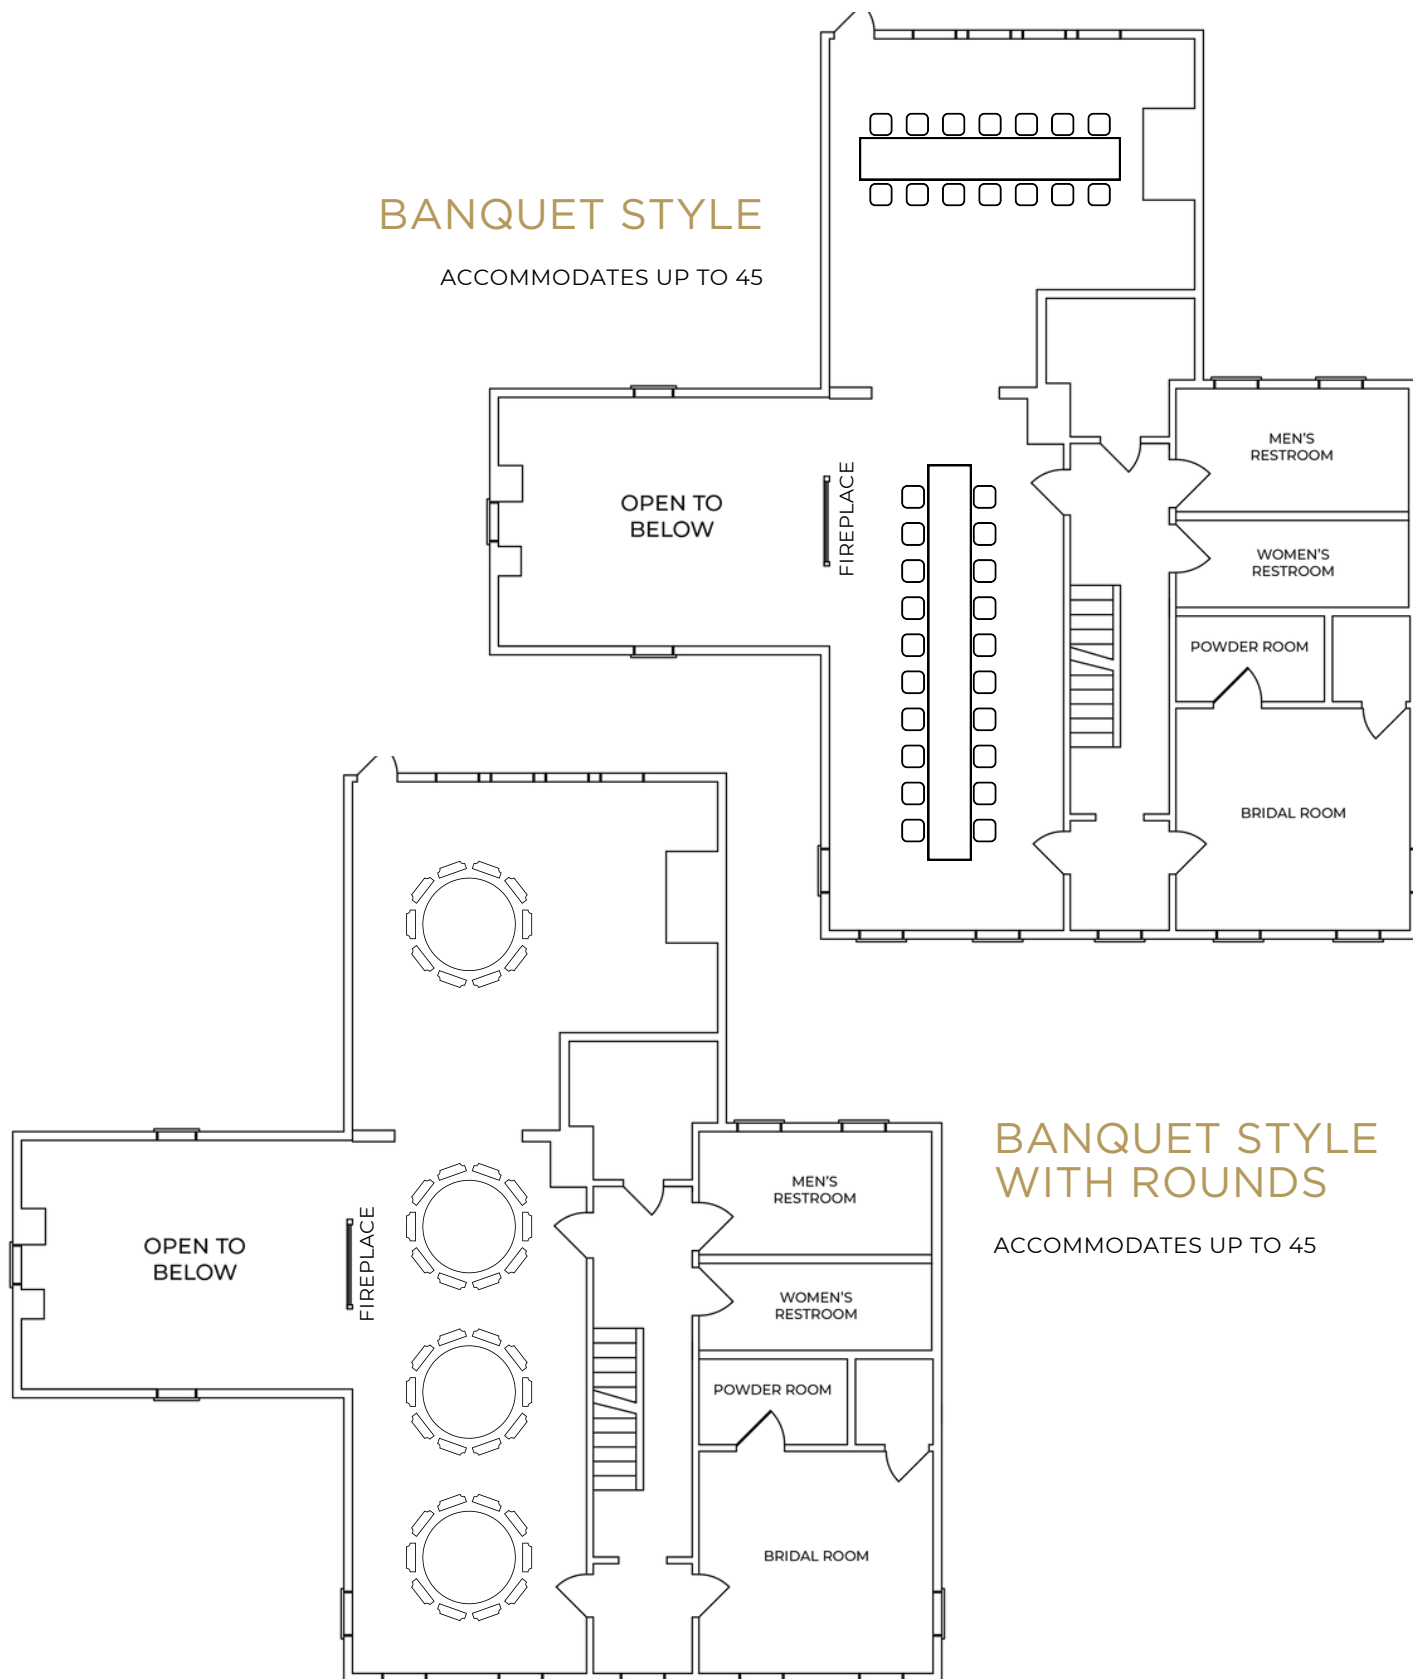 BANQUET STYLE
ACCOMMODATES UP TO 45
OPEN TO
BELOW
FIREPLACE
MEN'S
RESTROOM
WOMEN'S
RESTROOM
POWDER ROOM
BRIDAL ROOM
BANQUET STYLE
WITH ROUNDS
ACCOMMODATES UP TO 45
OPEN TO
BELOW
FIREPLACE
MEN'S
RESTROOM
WOMEN'S
RESTROOM
POWDER ROOM
BRIDAL ROOM